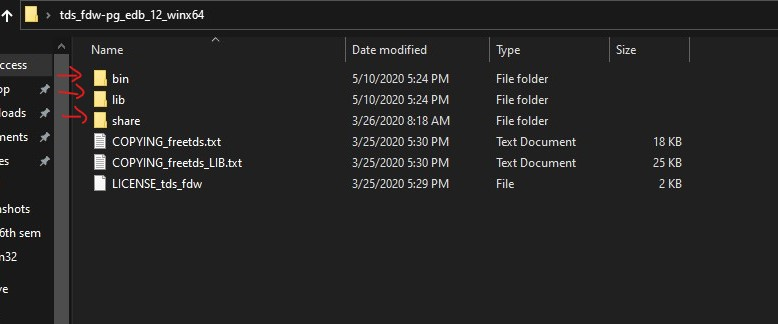 tds_fdw-pg_edb_12_winx64
Name Date modified Type Size
ccess
bin 5/10/2020 5:24 PM File folder
op
lib 5/10/2020 5:24 PM File folder
loads
share 3/26/2020 8:18 AM File folder
ments
COPYING_freetds.txt 3/25/2020 5:30 PM Text Document 18 KB
es
COPYING_freetds_LIB.txt 3/25/2020 5:30 PM Text Document 25 KB
LICENSE_tds_fdw 3/25/2020 5:29 PM File 2 KB
nshots
6th sem
m32
ve